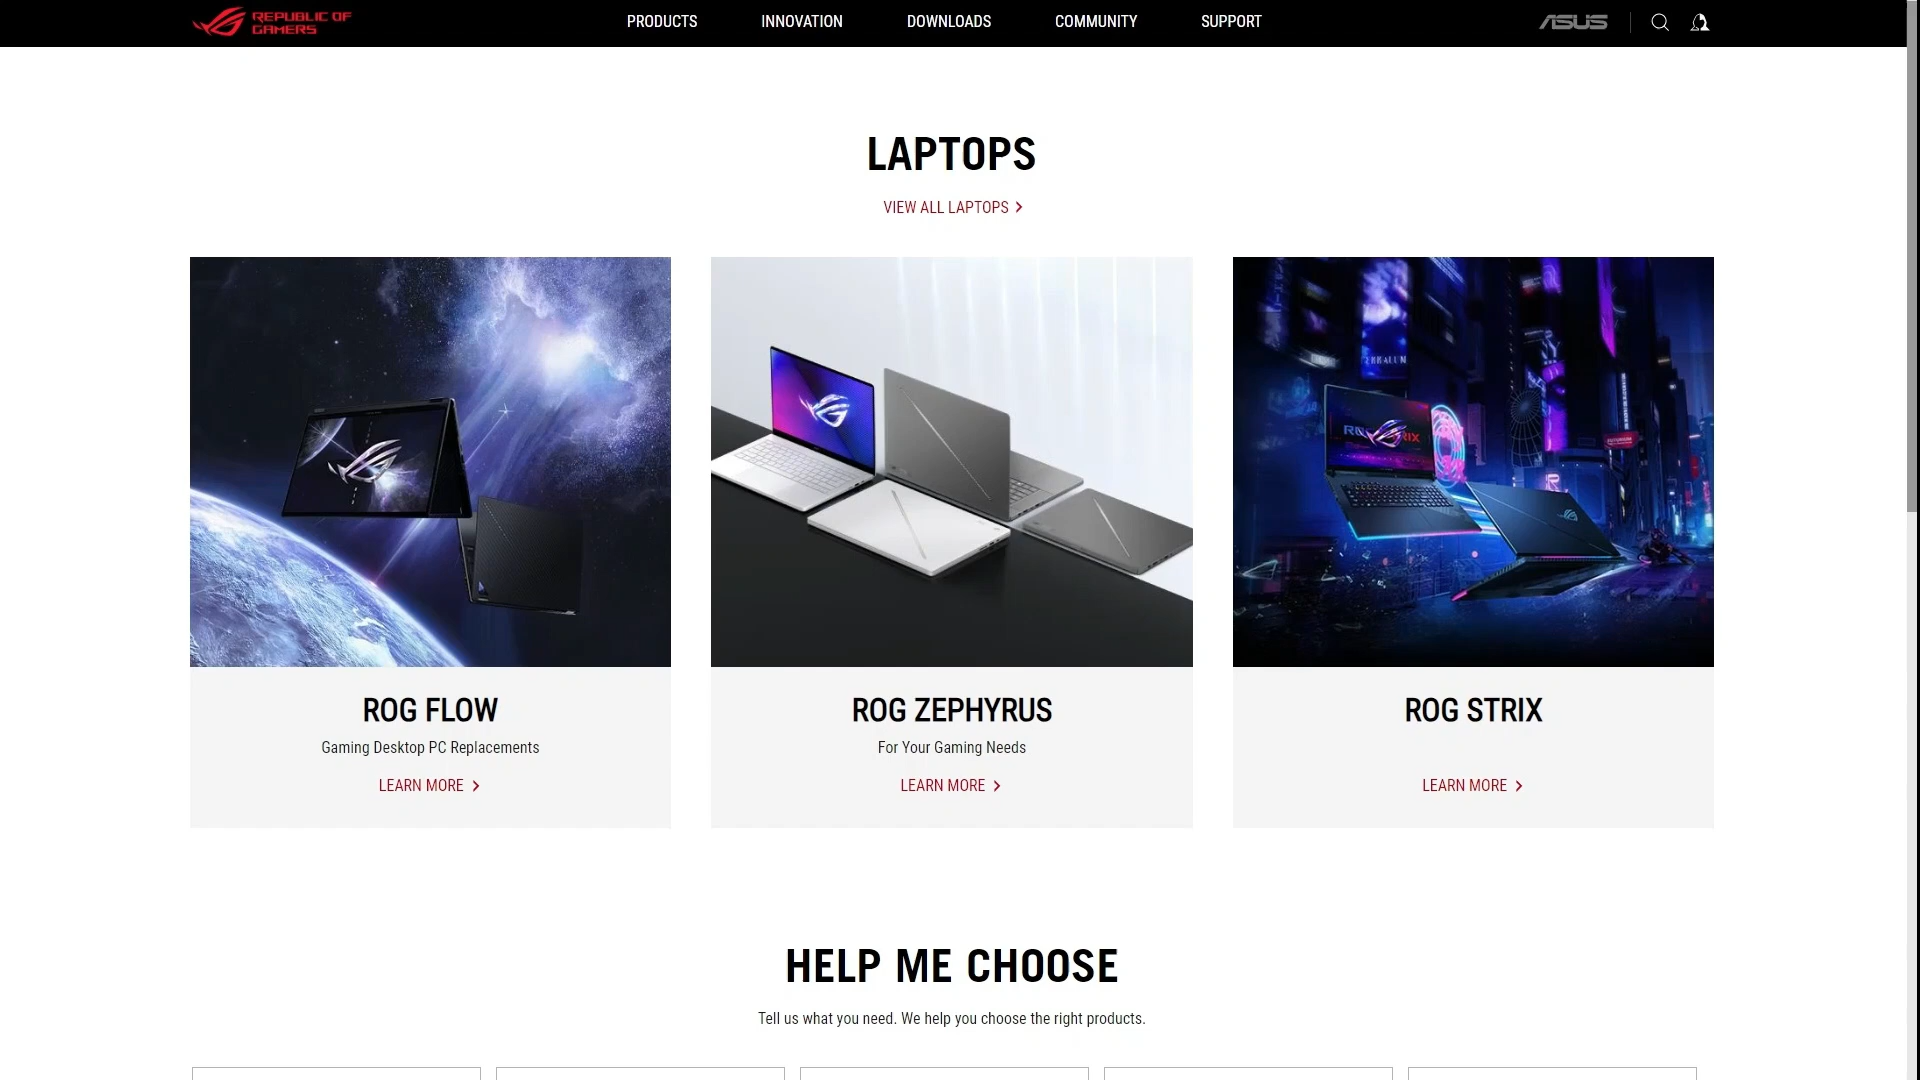 REPUBLIC OF
GAMERS
PRODUCTS
INNOVATION
DOWNLOADS
COMMUNITY
SUPPORT
ASUS
LAPTOPS
VIEW ALL LAPTOPS
ROG FLOW
Gaming Desktop PC Replacements
LEARN MORE
ROG ZEPHYRUS
For Your Gaming Needs
LEARN MORE
ROG STRIX
LEARN MORE
HELP ME CHOOSE
Tell us what you need. We help you choose the right products.